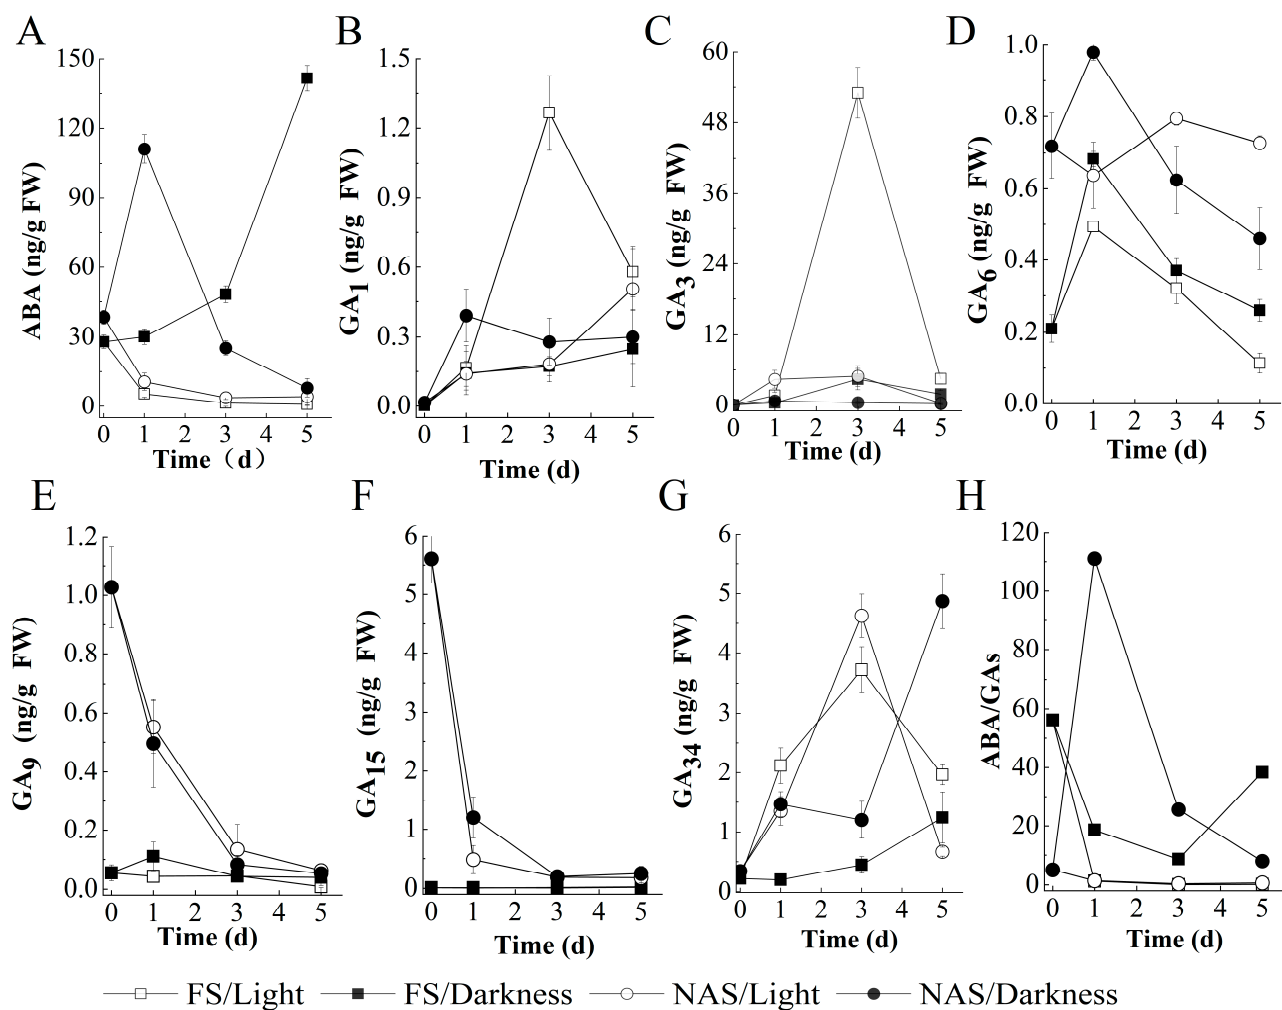 A
B
C
D
ABA (ng/g FW)
150
120
90
60
30
0
0 1 2 3 4 5
Time（d）
GA1 (ng/g FW)
1.5
1.2
0.9
0.6
0.3
0.0
0 1 2 3 4 5
Time (d)
GA3 (ng/g FW)
60
48
36
24
12
0
0 1 2 3 4 5
Time (d)
GA6 (ng/g FW)
1.0
0.8
0.6
0.4
0.2
0.0
0 1 2 3 4 5
Time (d)
E
F
G
H
GA9 (ng/g FW)
1.2
1.0
0.8
0.6
0.4
0.2
0.0
0 1 2 3 4 5
Time (d)
GA15 (ng/g FW)
6
5
4
3
2
1
0
0 1 2 3 4 5
Time (d)
GA34 (ng/g FW)
6
5
4
3
2
1
0
0 1 2 3 4 5
Time (d)
ABA/GAs
120
100
80
60
40
20
0
0 1 2 3 4 5
Time (d)
FS/Light FS/Darkness NAS/Light NAS/Darkness